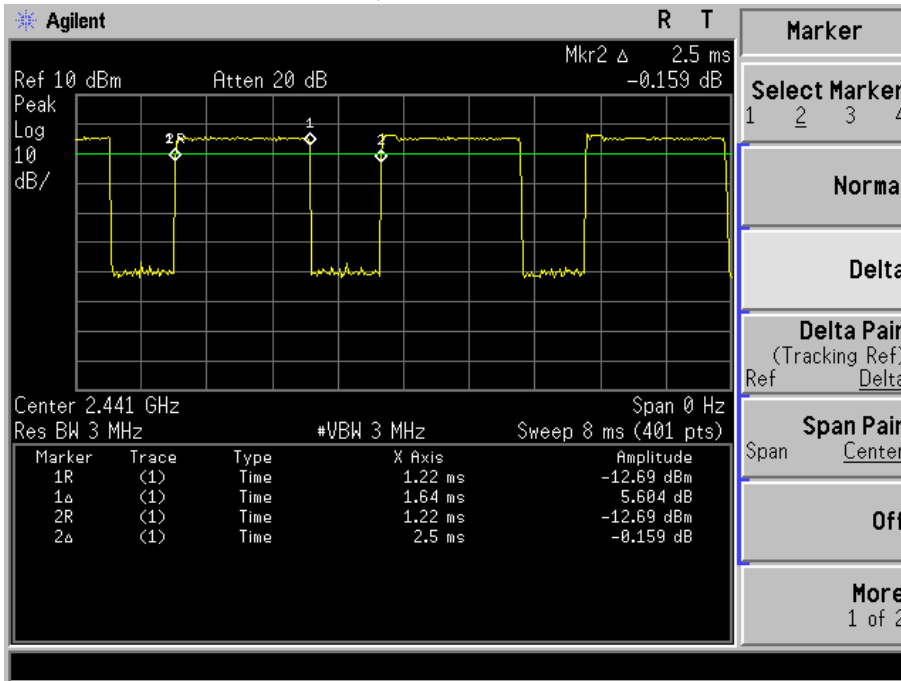 Agilent R T
Marker
Mkr2 Δ 2.5 ms
Ref 10 dBm Atten 20 dB -0.159 dB
Peak
Log
10
dB/
1
2R
2
Center 2.441 GHz Span 0 Hz
Res BW 3 MHz #VBW 3 MHz Sweep 8 ms (401 pts)
Marker Trace Type X Axis Amplitude
1R (1) Time 1.22 ms -12.69 dBm
1Δ (1) Time 1.64 ms 5.604 dB
2R (1) Time 1.22 ms -12.69 dBm
2Δ (1) Time 2.5 ms -0.159 dB
Select Marker
1 2 3 4
Norma
Delta
Delta Pair
(Tracking Ref)
Ref Delta
Span Pair
Span Center
Off
More
1 of 2